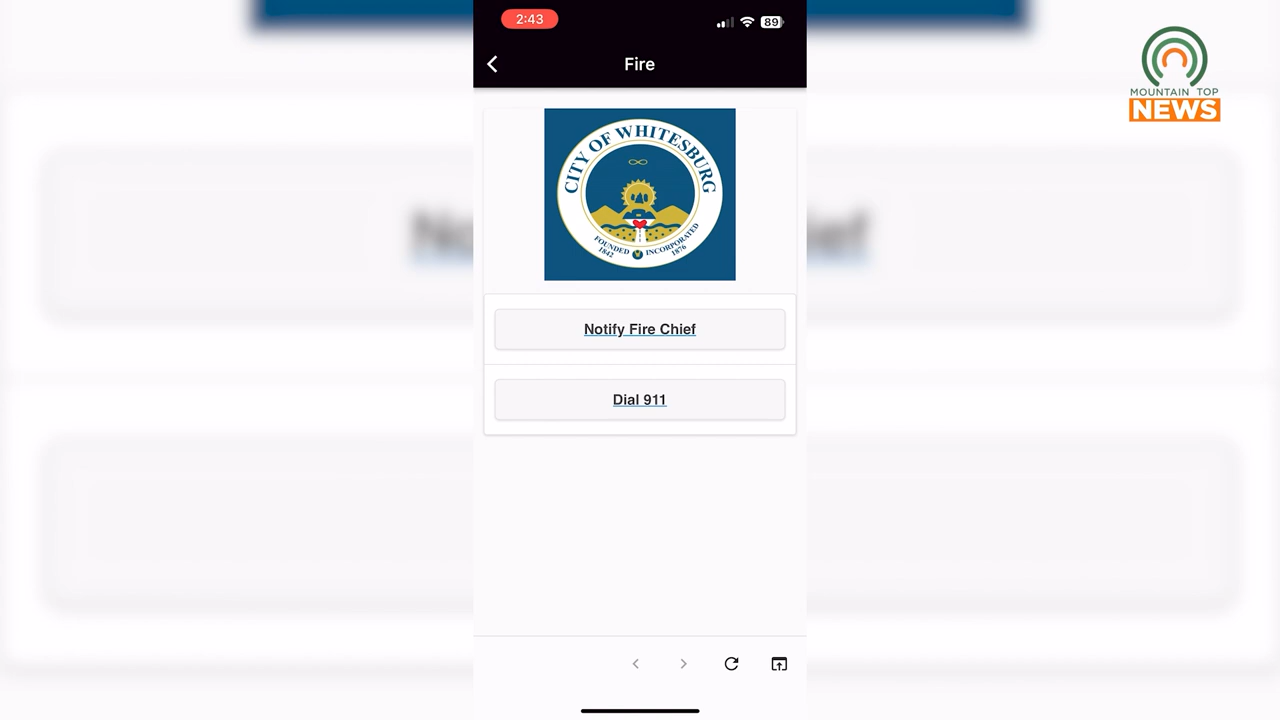 2:43
89
Fire
MOUNTAIN TOP
NEWS
CITY OF WHITESBURG
FOUNDED
1842
INCORPORATED
1876
Notify Fire Chief
Dial 911